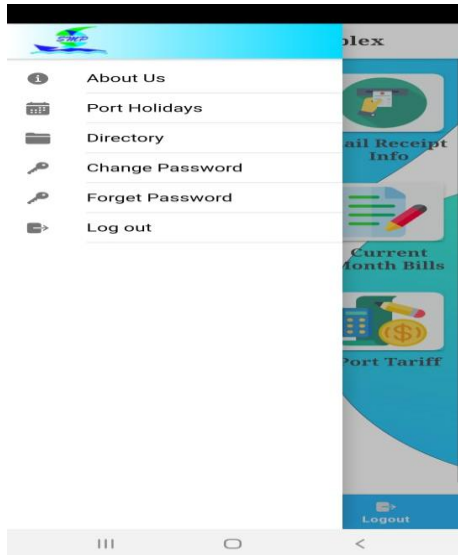 SMP
plex
About Us
Port Holidays
Directory
Change Password
Forget Password
Log out
ail Receipt
Info
Current
Month Bills
Port Tariff
Logout